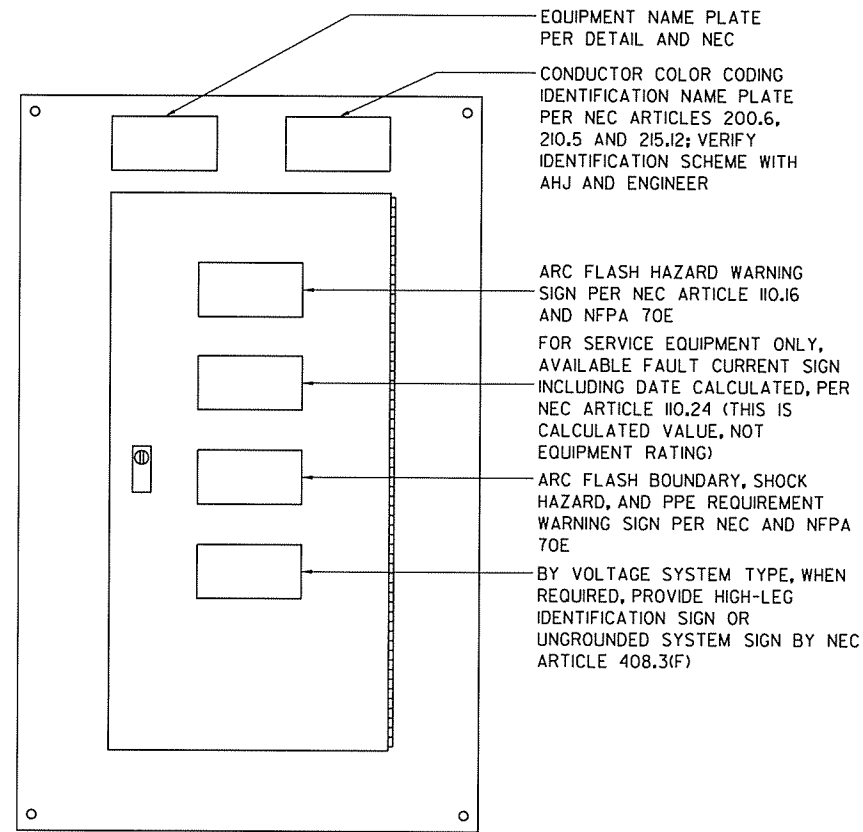 EQUIPMENT NAME PLATE
PER DETAIL AND NEC
CONDUCTOR COLOR CODING
IDENTIFICATION NAME PLATE
PER NEC ARTICLES 200.6,
210.5 AND 215.12; VERIFY
IDENTIFICATION SCHEME WITH
AHJ AND ENGINEER
ARC FLASH HAZARD WARNING
SIGN PER NEC ARTICLE 110.16
AND NFPA 70E
FOR SERVICE EQUIPMENT ONLY,
AVAILABLE FAULT CURRENT SIGN
INCLUDING DATE CALCULATED, PER
NEC ARTICLE 110.24 (THIS IS
CALCULATED VALUE, NOT
EQUIPMENT RATING)
ARC FLASH BOUNDARY, SHOCK
HAZARD, AND PPE REQUIREMENT
WARNING SIGN PER NEC AND NFPA
70E
BY VOLTAGE SYSTEM TYPE, WHEN
REQUIRED, PROVIDE HIGH-LEG
IDENTIFICATION SIGN OR
UNGROUNDED SYSTEM SIGN BY NEC
ARTICLE 408.3(F)